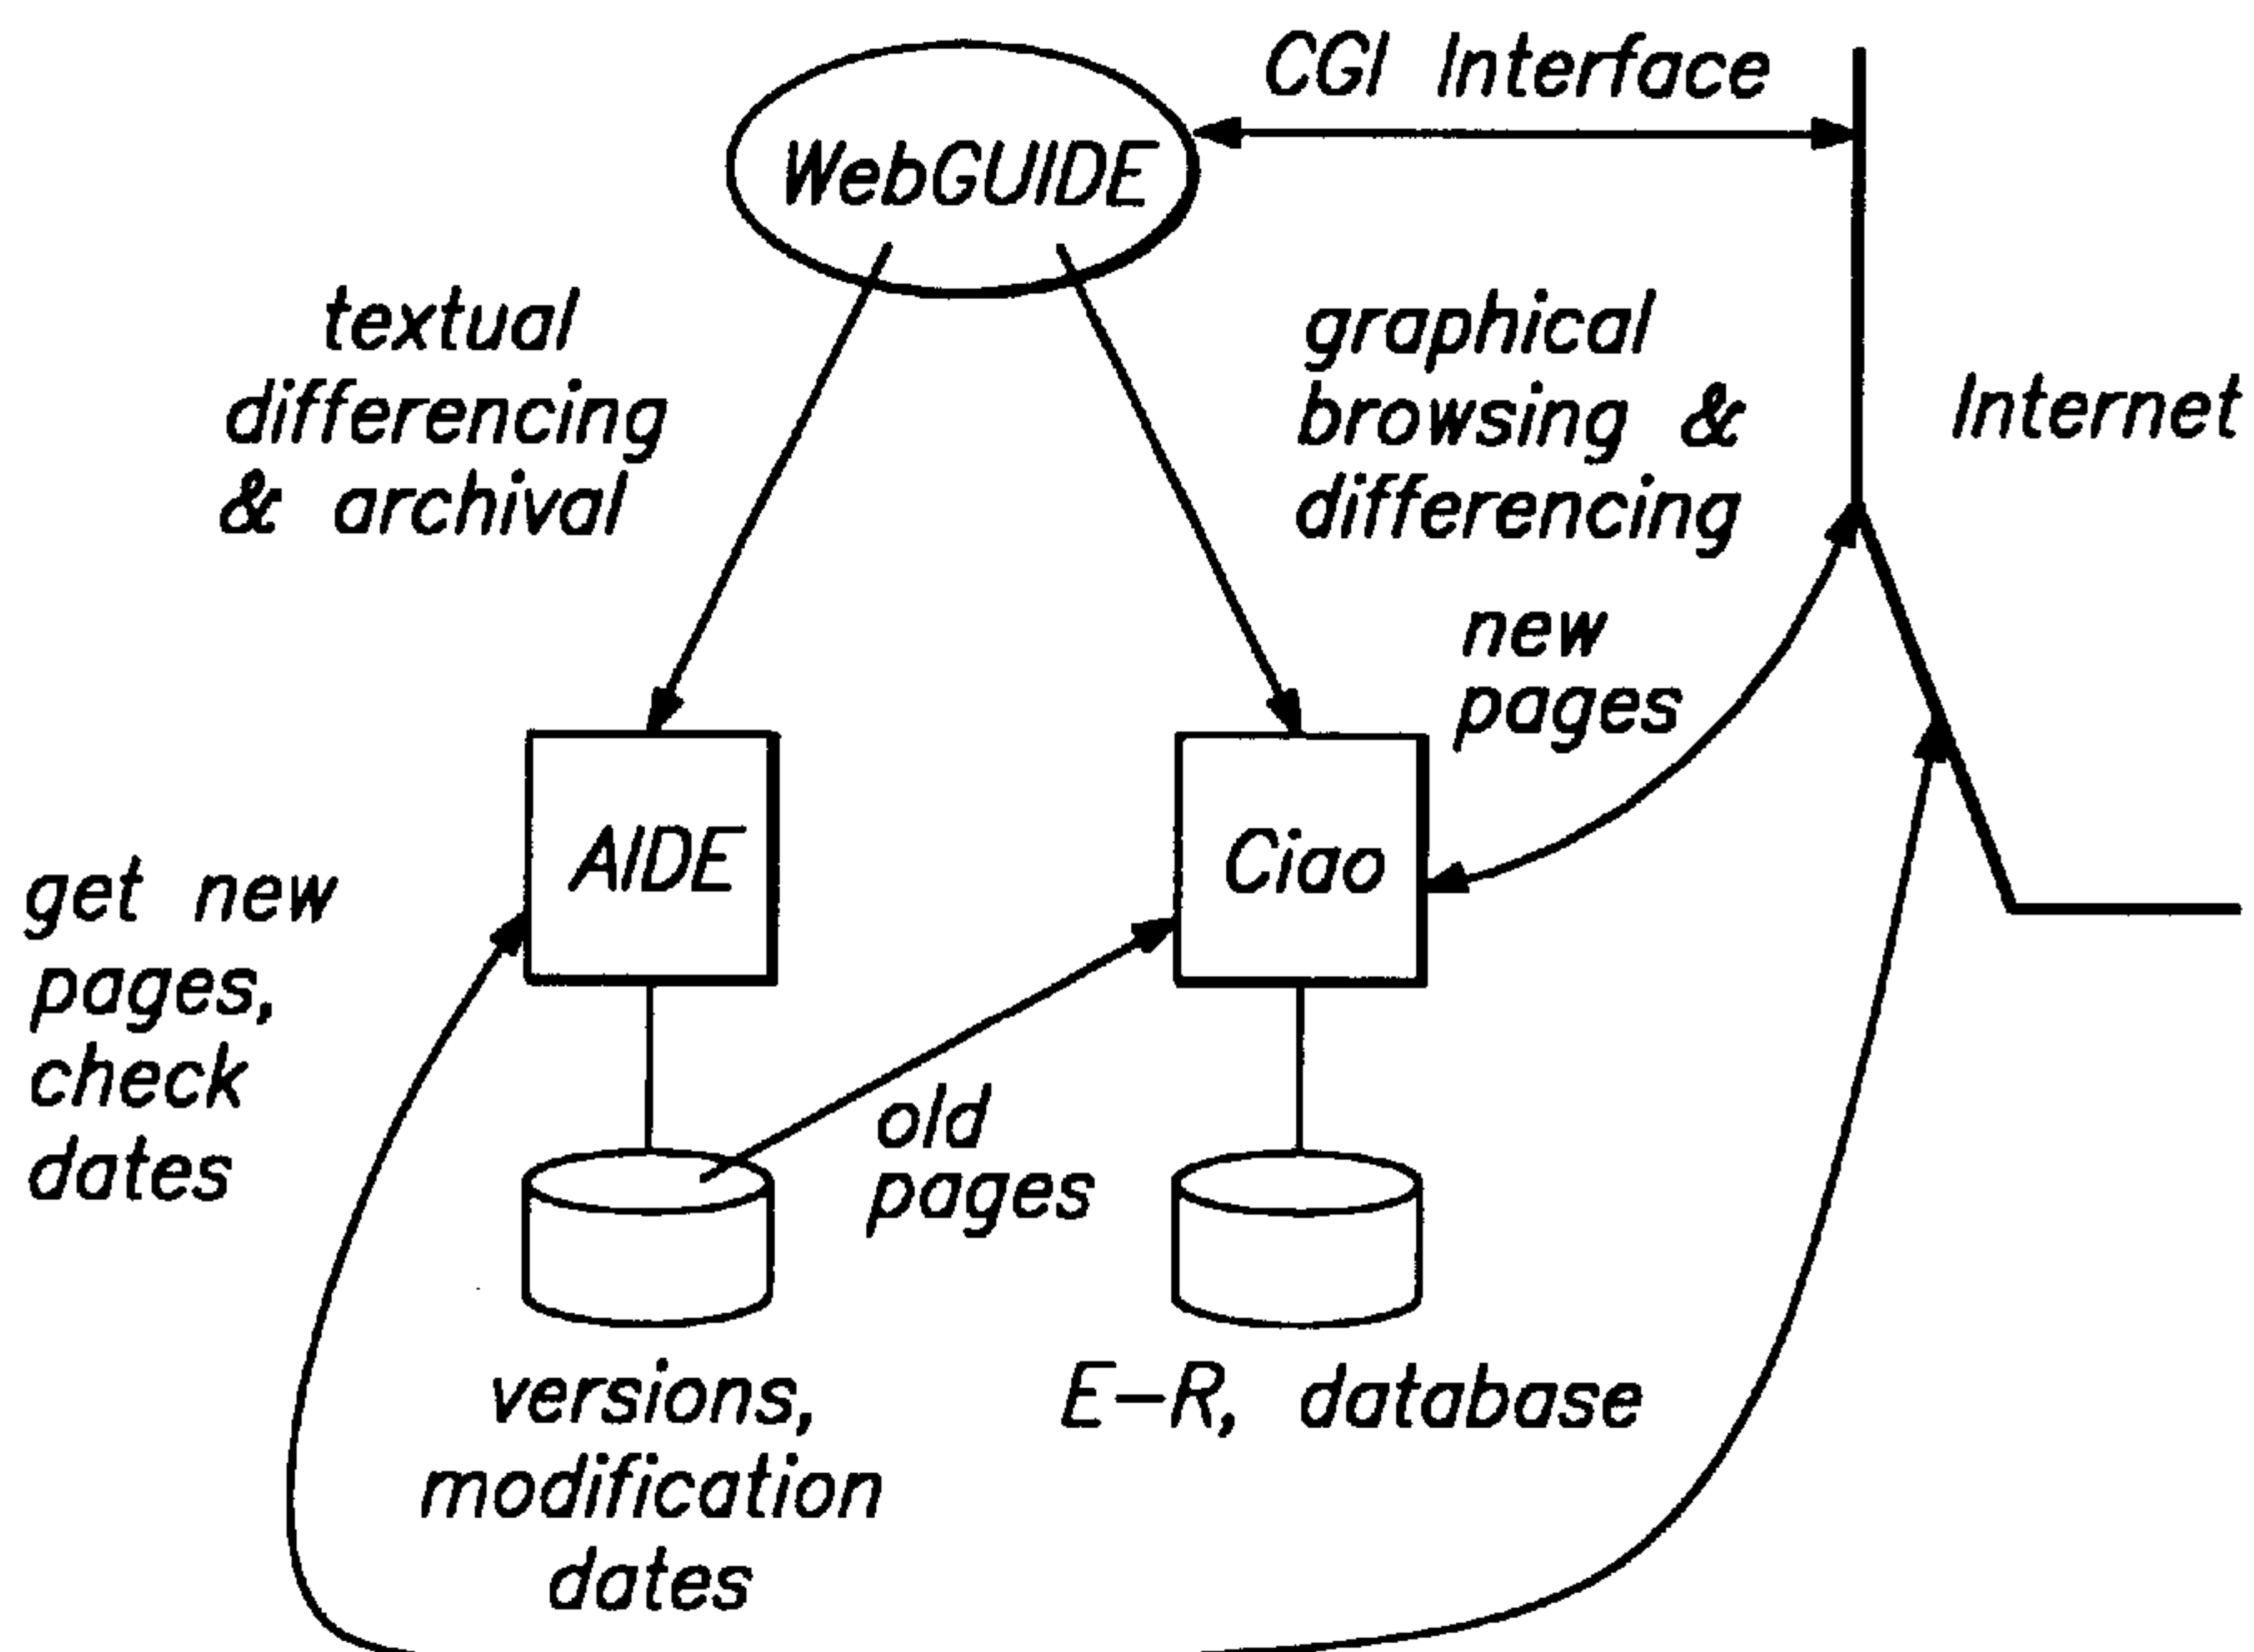 CGI Interface
WebGUIDE
textual
differencing
& archival
graphical
browsing &
differencing
Internet
new
pages
AIDE
Ciao
get new
pages,
check
dates
old
pages
versions,
modification
dates
E-R, database